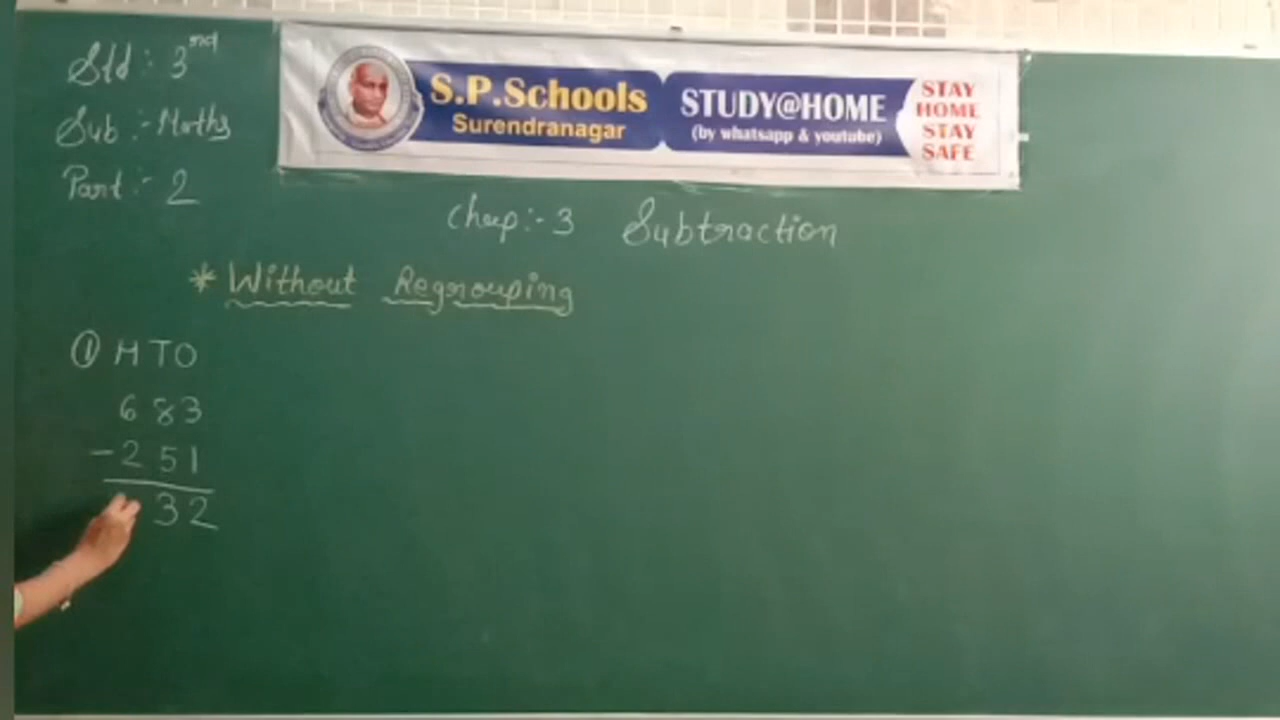 Std :- 3nd
Sub :- Maths
Part :- 2
S.P.Schools
Surendranagar
STUDY@HOME
(by whatsapp & youtube)
STAY
HOME
STAY
SAFE
Chap :- 3 Subtraction
* Without Regrouping
① H T O
6 8 3
- 2 5 1
3 2